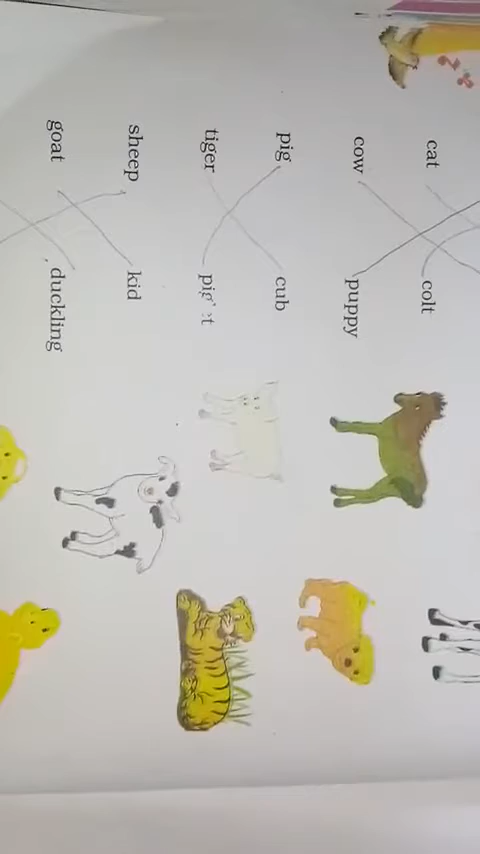 cat colt
cow puppy
pig cub
tiger
sheep kid
goat duckling